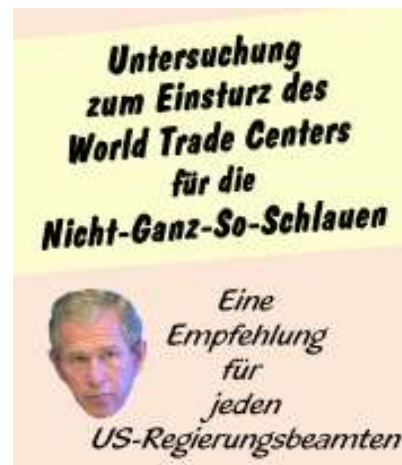 Untersuchung
zum Einsturz des
World Trade Centers
für die
Nicht-Ganz-So-Schlauen
Eine
Empfehlung
für
jeden
US-Regierungsbeamten